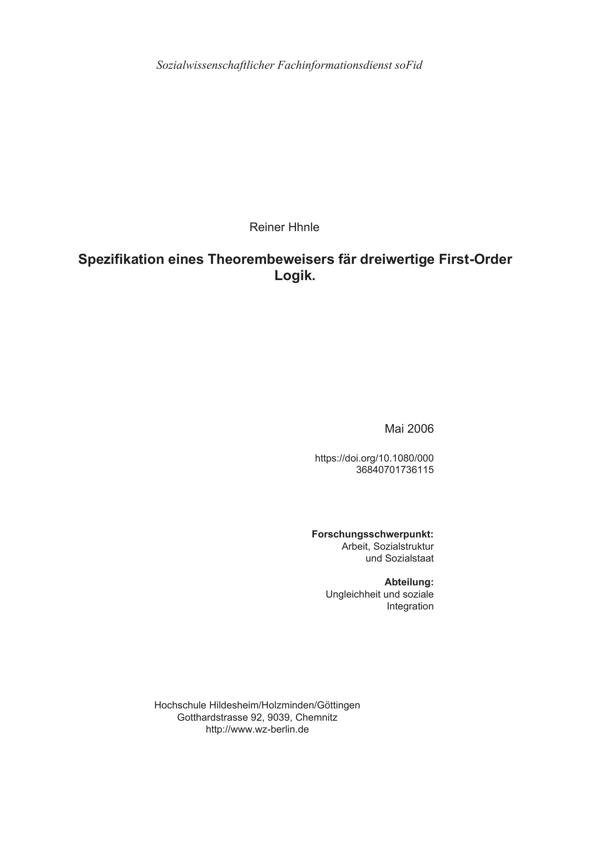 Sozialwissenschaftlicher Fachinformationsdienst soFid
Reiner Hhnle
Spezifikation eines Theorembeweisers fär dreiwertige First-Order
Logik.
Mai 2006
https://doi.org/10.1080/000
36840701736115
Forschungsschwerpunkt:
Arbeit, Sozialstruktur
und Sozialstaat
Abteilung:
Ungleichheit und soziale
Integration
Hochschule Hildesheim/Holzminden/Göttingen
Gotthardstrasse 92, 9039, Chemnitz
http://www.wz-berlin.de